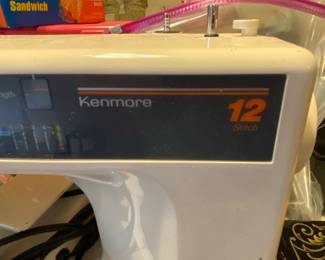 Sandwich
Kenmore
12
Stitch